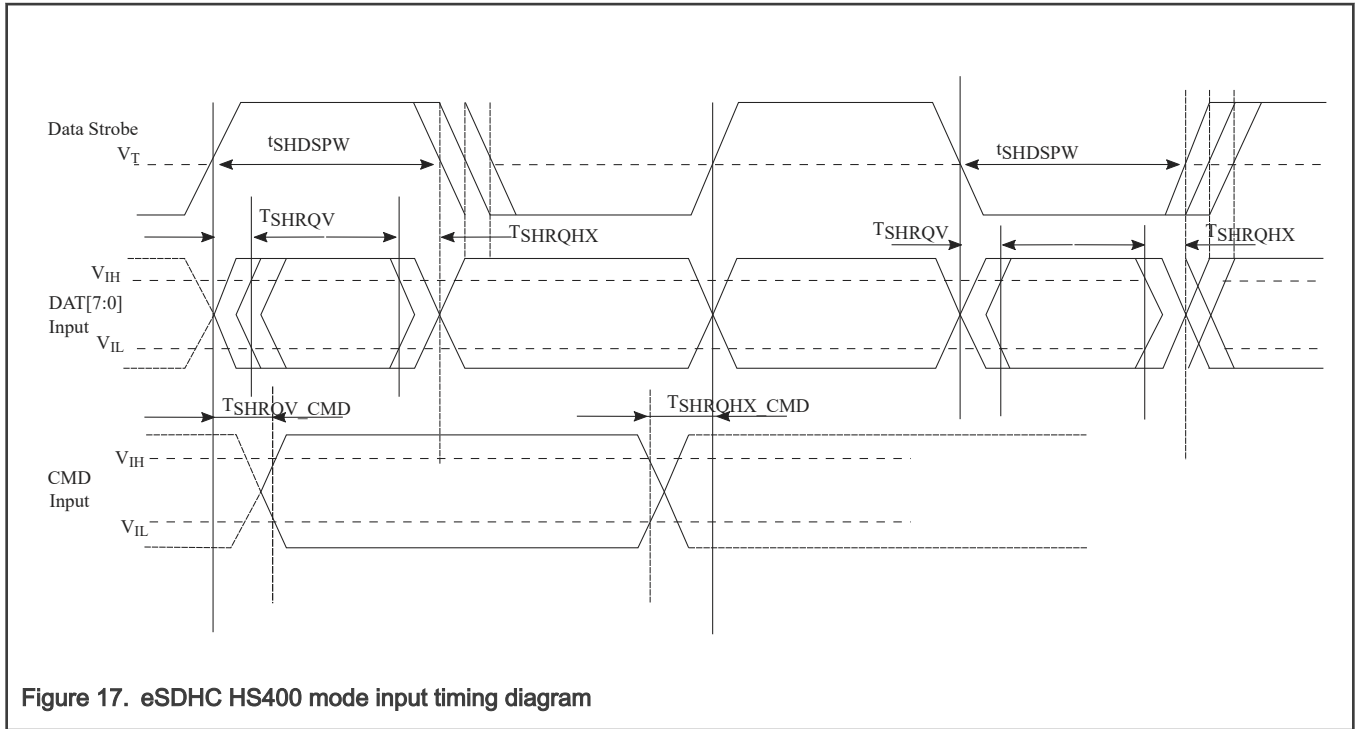 Data Strobe
VT
tSHDSPW
tSHDSPW
TSHRQV
TSHRQHX
TSHRQV
TSHRQHX
VIH
DAT[7:0]
Input
VIL
TSHRQV_CMD
TSHRQHX_CMD
VIH
CMD
Input
VIL
Figure 17. eSDHC HS400 mode input timing diagram